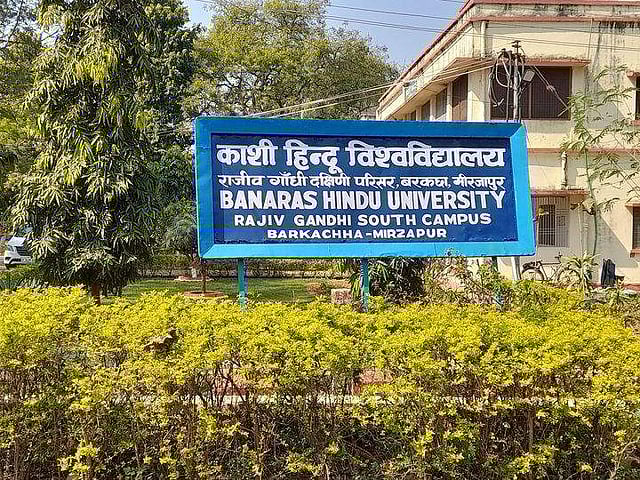 काशी हिन्दू विश्वविद्यालय
राजीव गाँधी दक्षिणी परिसर, बरकछा, मीरजापुर
BANARAS HINDU UNIVERSITY
RAJIV GANDHI SOUTH CAMPUS
BARKACHHA-MIRZAPUR